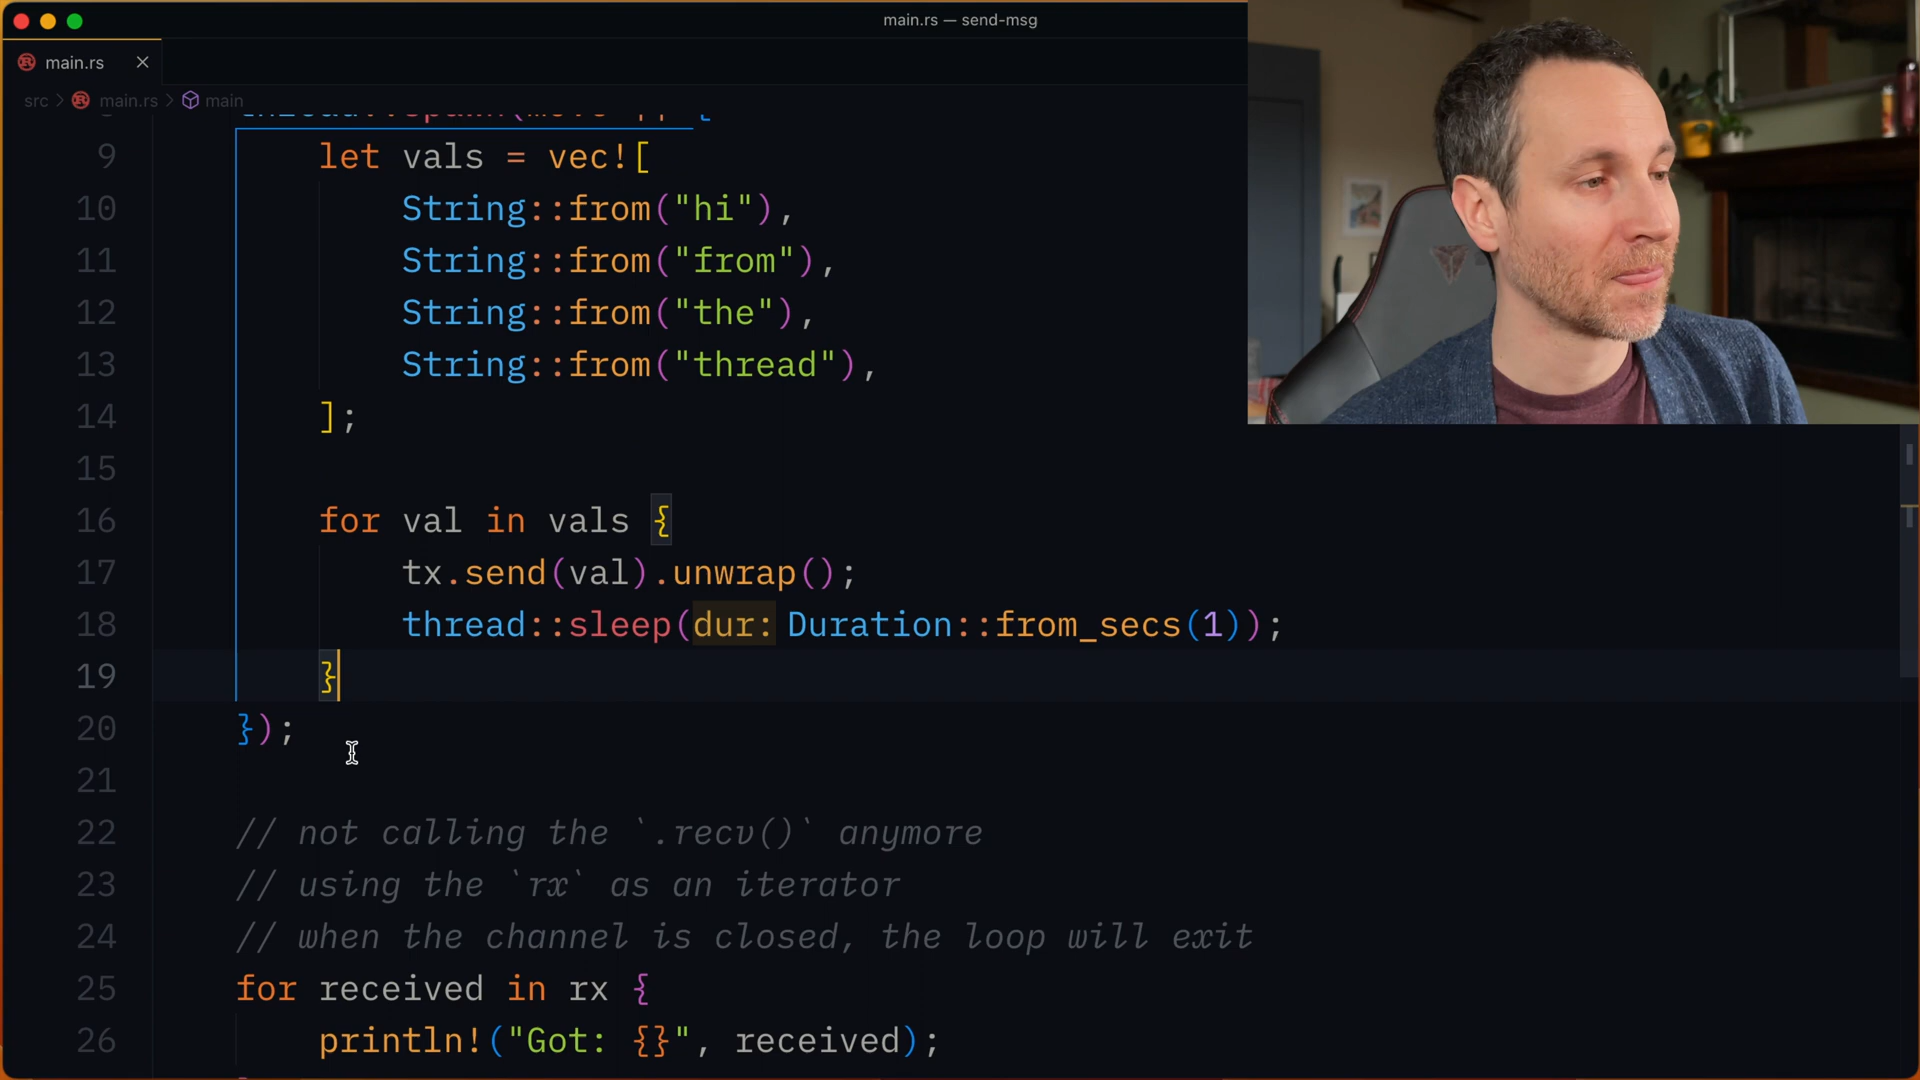 main.rs — send-msg
main.rs
src > main.rs > main
thread::spawn(move || {
9 let vals = vec![
10 String::from("hi"),
11 String::from("from"),
12 String::from("the"),
13 String::from("thread"),
14 ];
15
16 for val in vals {
17 tx.send(val).unwrap();
18 thread::sleep(dur: Duration::from_secs(1));
19 }
20 });
21
22 // not calling the `.recv()` anymore
23 // using the `rx` as an iterator
24 // when the channel is closed, the loop will exit
25 for received in rx {
26 println!("Got: {}", received);